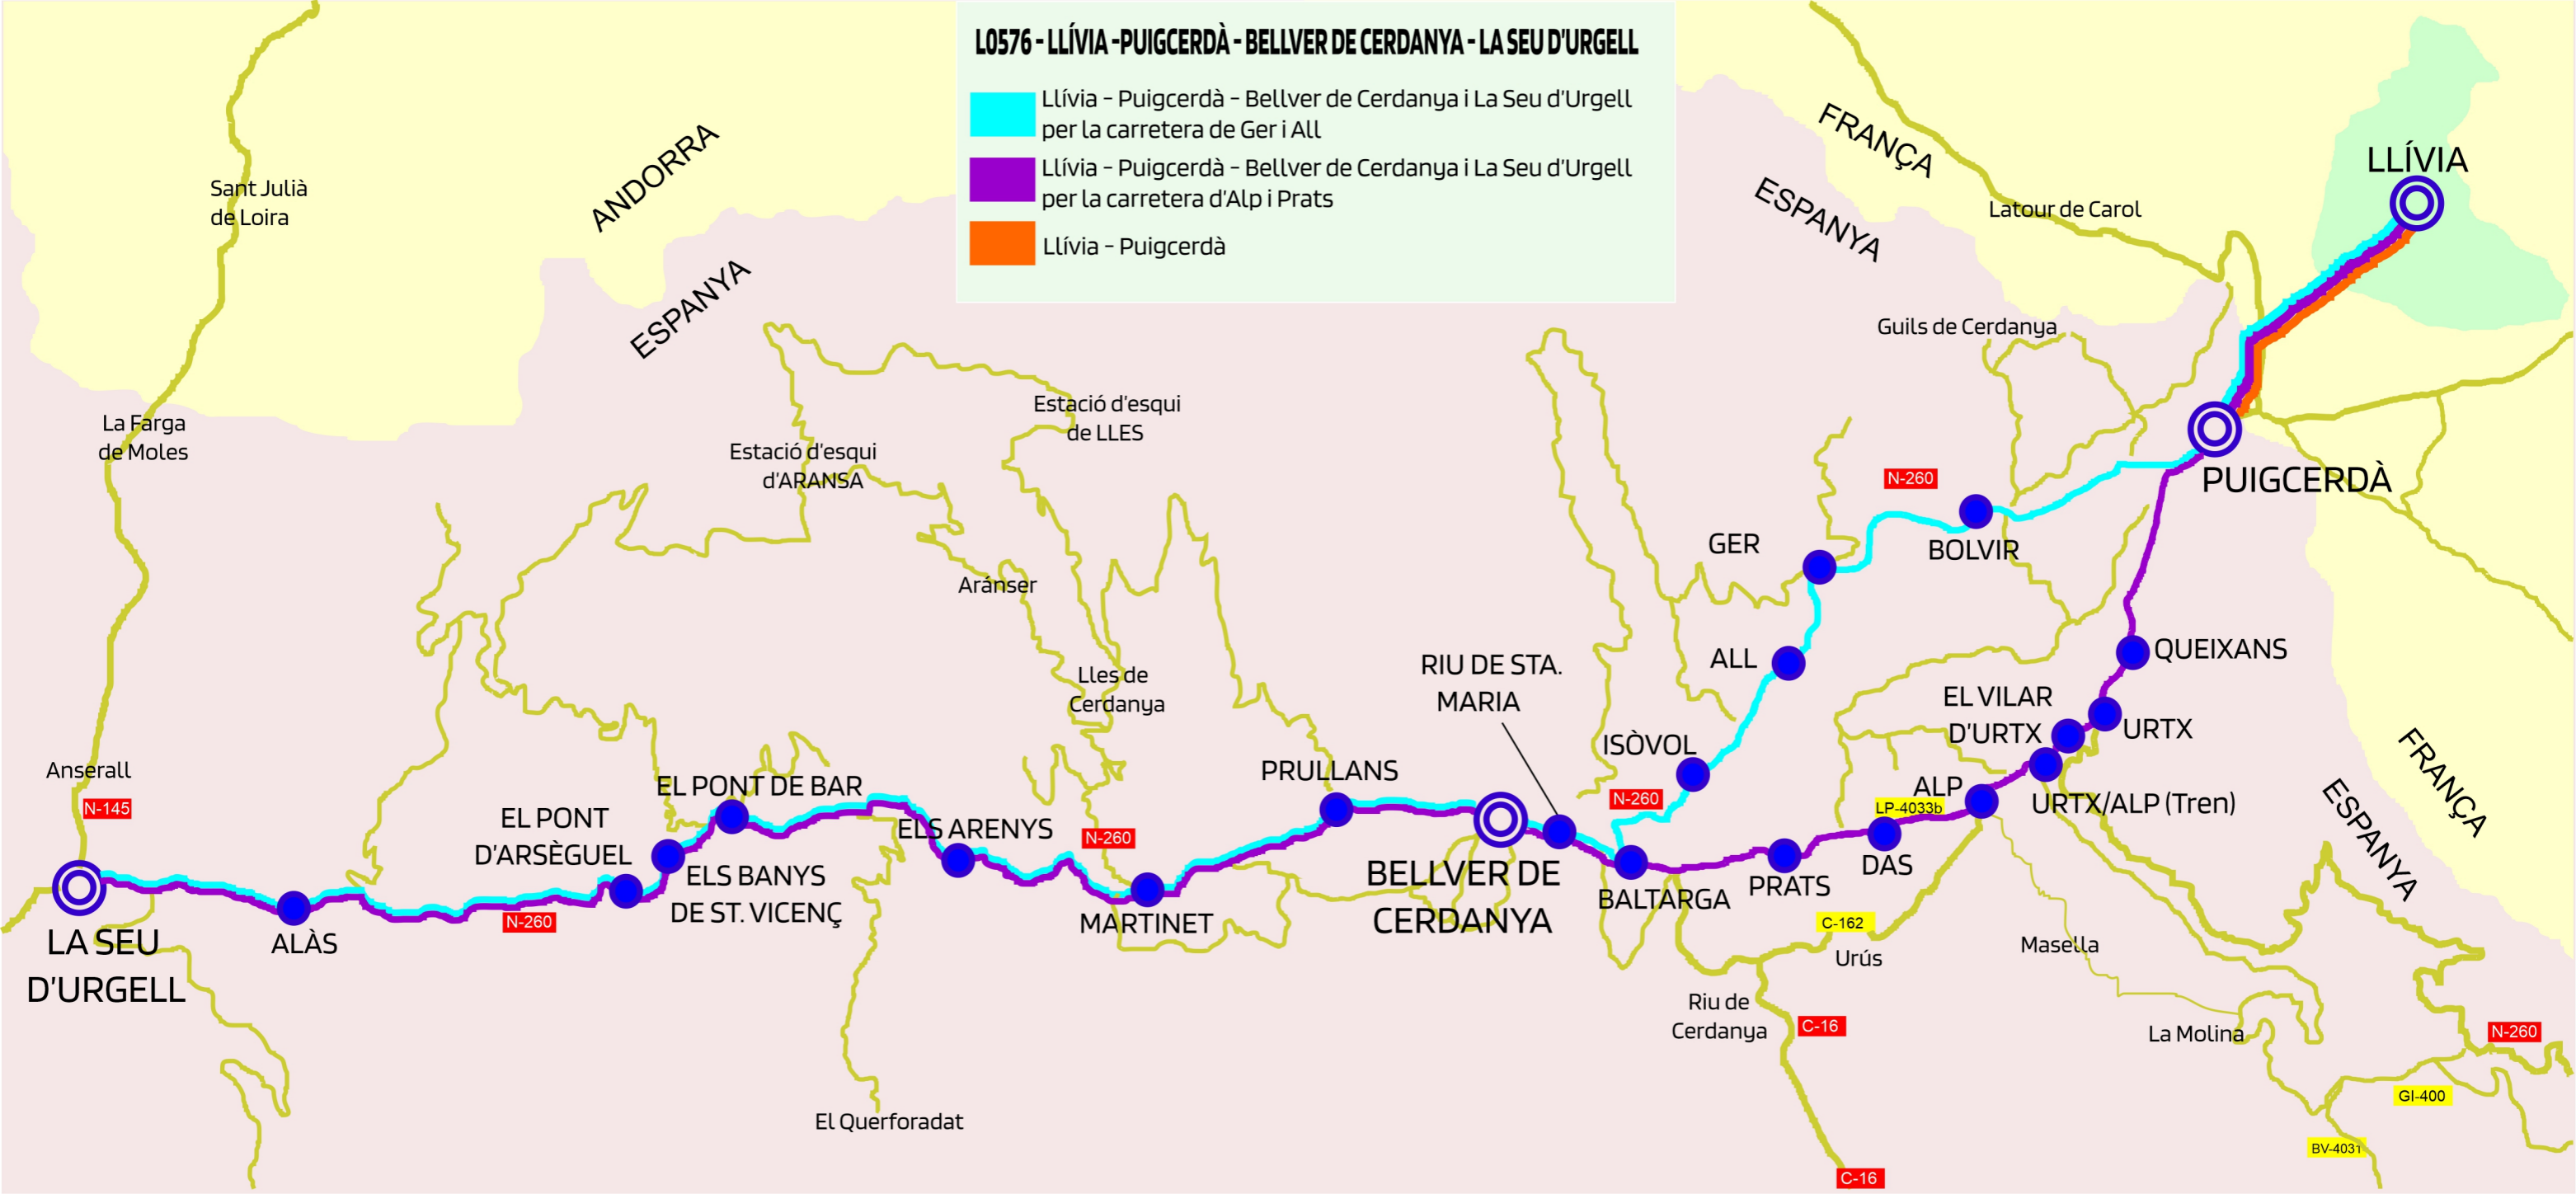 L0576 - LLÍVIA -PUIGCERDÀ - BELLVER DE CERDANYA - LA SEU D'URGELL
Llívia - Puigcerdà - Bellver de Cerdanya i La Seu d'Urgell
per la carretera de Ger i All
Llívia - Puigcerdà - Bellver de Cerdanya i La Seu d'Urgell
per la carretera d'Alp i Prats
Llívia - Puigcerdà
FRANÇA
ESPANYA
ANDORRA
ESPANYA
LLÍVIA
Sant Julià
de Loira
Latour de Carol
Guils de Cerdanya
La Farga
de Moles
Estació d'esqui
de LLES
Estació d'esqui
d'ARANSA
N-260
PUIGCERDÀ
GER
BOLVIR
Aránser
ALL
QUEIXANS
RIU DE STA.
MARIA
Lles de
Cerdanya
EL VILAR
D'URTX
URTX
ISÒVOL
Anserall
N-145
PRULLANS
EL PONT DE BAR
N-260
ALP
LP-4033b
URTX/ALP (Tren)
FRANÇA
ESPANYA
EL PONT
D'ARSÈGUEL
ELS ARENYS
N-260
ELS BANYS
DE ST. VICENÇ
BELLVER DE
CERDANYA
BALTARGA
PRATS
DAS
N-260
MARTINET
C-162
LA SEU
D'URGELL
ALÀS
Urús
Masella
Riu de
Cerdanya
C-16
La Molina
N-260
GI-400
El Querforadat
BV-4031
C-16